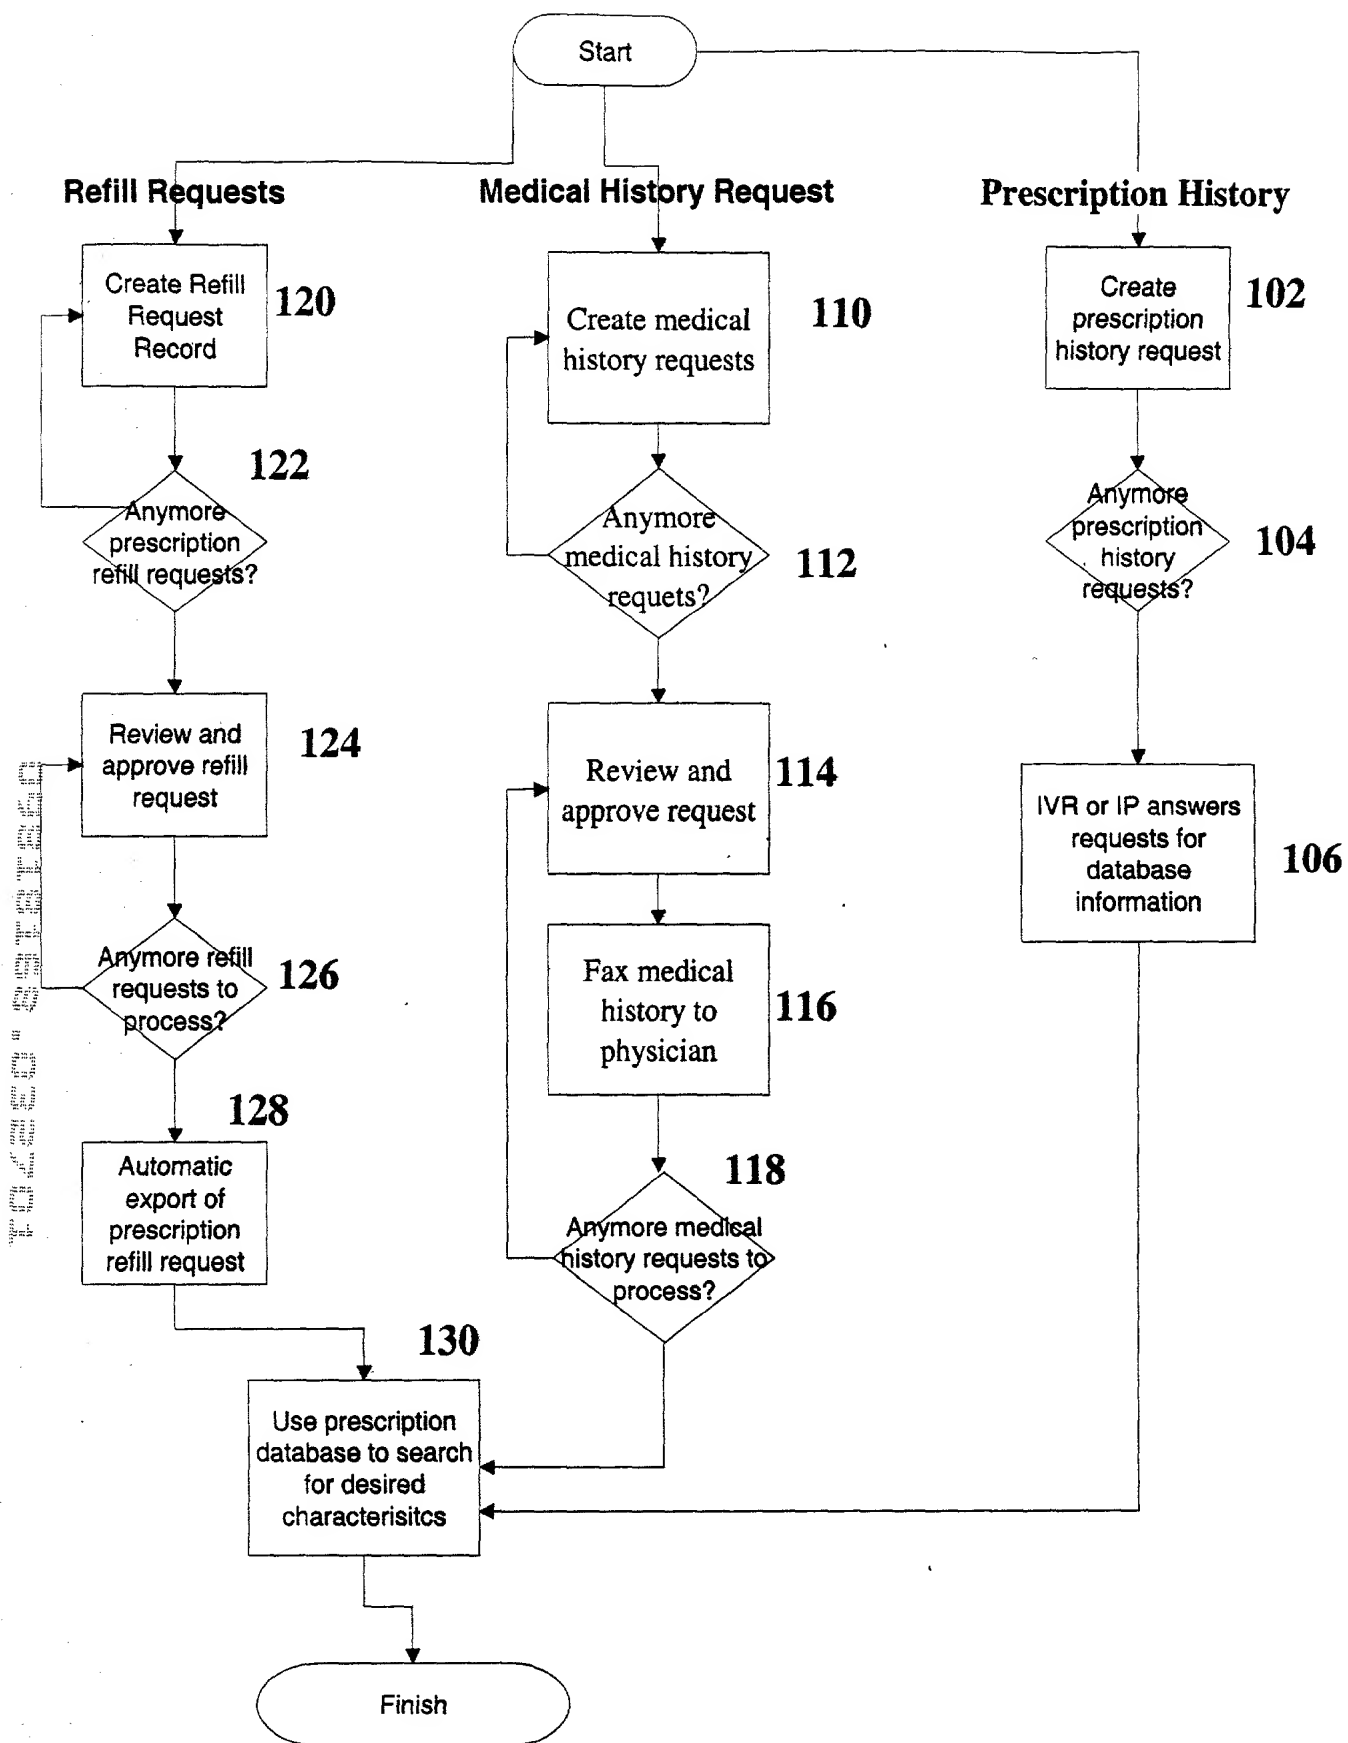 Start
Refill Requests
Create Refill
Request
Record
120
122
Anymore
prescription
refill requests?
Review and
approve refill
request
124
Anymore refill
requests to
process?
126
128
Automatic
export of
prescription
refill request
Medical History Request
Create medical
history requests
110
Anymore
medical history
requets?
112
Review and
approve request
114
Fax medical
history to
physician
116
118
Anymore medical
history requests to
process?
Prescription History
Create
prescription
history request
102
Anymore
prescription
history
requests?
104
IVR or IP answers
requests for
database
information
106
130
Use prescription
database to search
for desired
characterisitcs
Finish